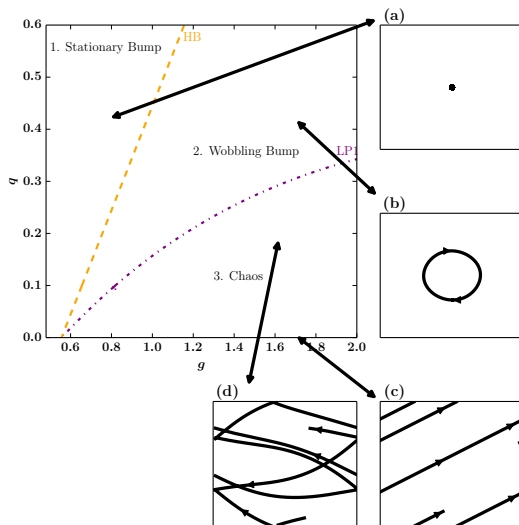 (a)
HB
1. Stationary Bump
0.6
0.5
0.4
(b)
2. Wobbling Bump
LP1
0.3
q
0.2
3. Chaos
0.1
0.0
0.6
0.8
1.0
1.2
1.4
1.6
1.8
2.0
g
(d)
(c)